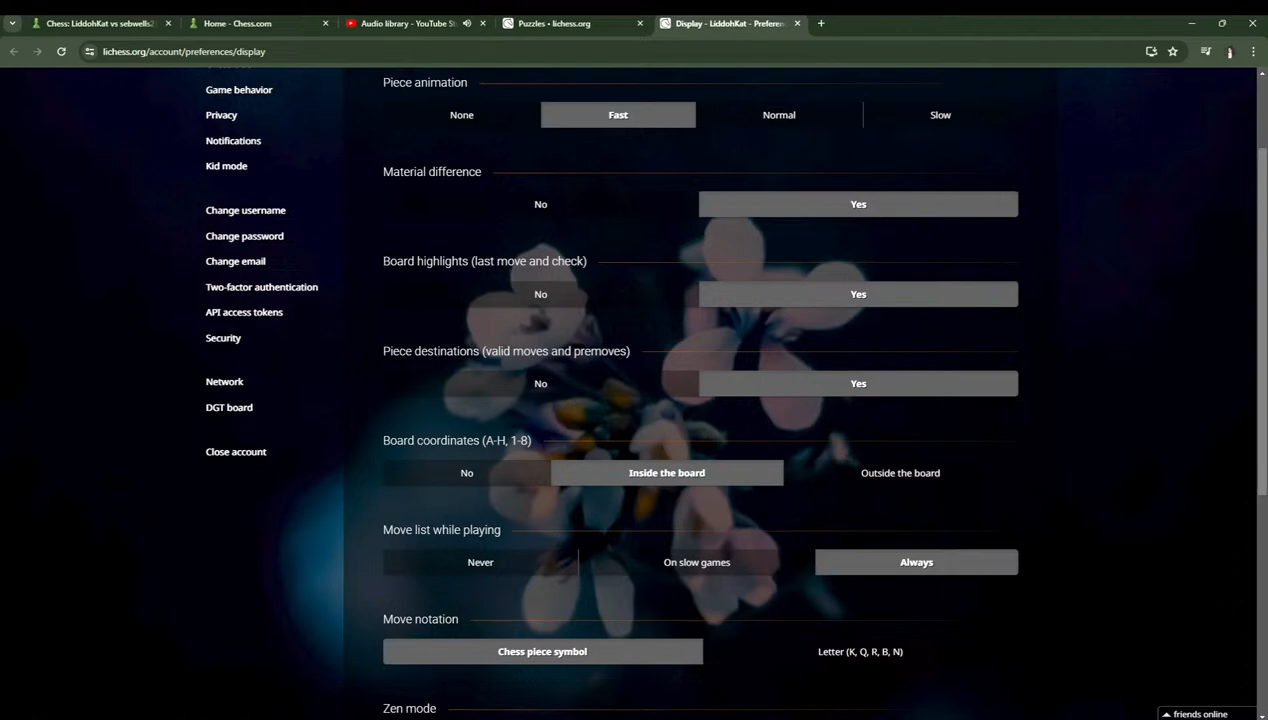 Chess: LiddohKat vs sebwells2
Home - Chess.com
Audio library - YouTube St
Puzzles • lichess.org
Display - LiddohKat - Preferen
lichess.org/account/preferences/display
Game behavior
Privacy
Notifications
Kid mode
Change username
Change password
Change email
Two-factor authentication
API access tokens
Security
Network
DGT board
Close account
Piece animation
None Fast Normal Slow
Material difference
No Yes
Board highlights (last move and check)
No Yes
Piece destinations (valid moves and premoves)
No Yes
Board coordinates (A-H, 1-8)
No Inside the board Outside the board
Move list while playing
Never On slow games Always
Move notation
Chess piece symbol Letter (K, Q, R, B, N)
Zen mode
friends online